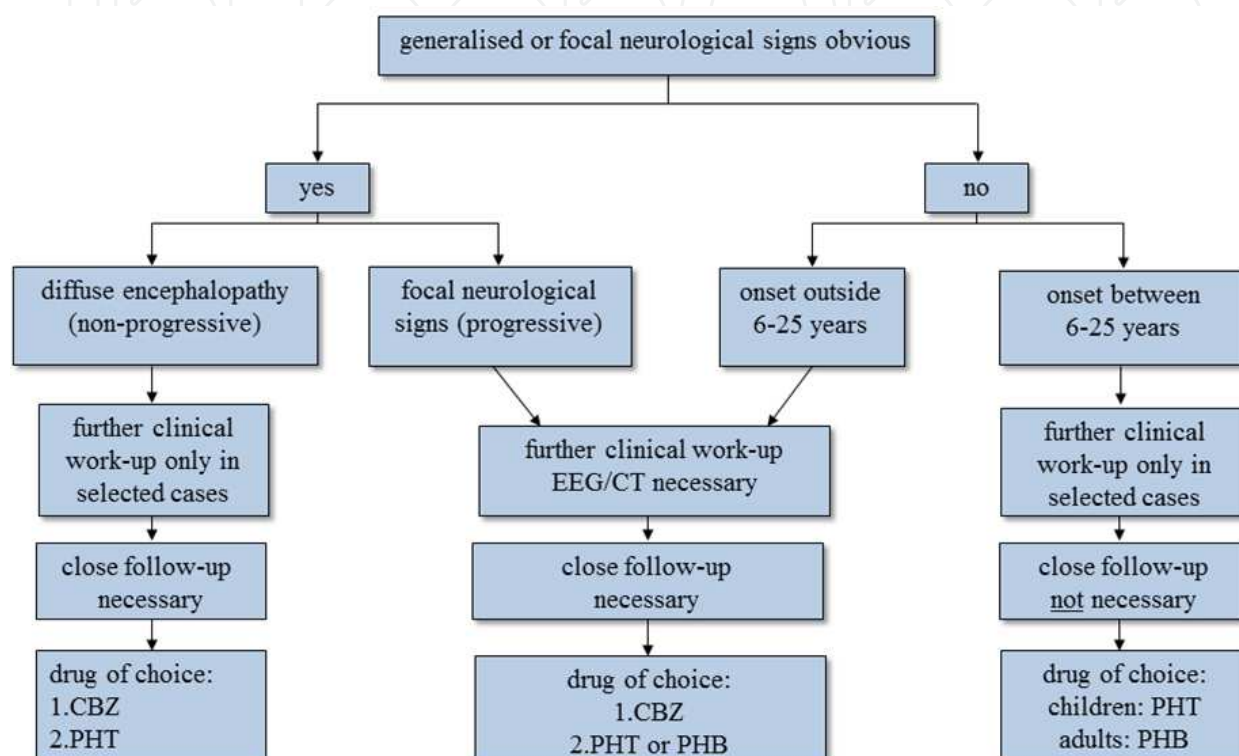 generalised or focal neurological signs obvious
yes
no
diffuse encephalopathy
(non-progressive)
focal neurological
signs (progressive)
onset outside
6-25 years
onset between
6-25 years
further clinical
work-up only in
selected cases
further clinical work-up
EEG/CT necessary
further clinical
work-up only in
selected cases
close follow-up
necessary
close follow-up
necessary
close follow-up
not necessary
drug of choice:
1.CBZ
2.PHT
drug of choice:
1.CBZ
2.PHT or PHB
drug of choice:
children: PHT
adults: PHB